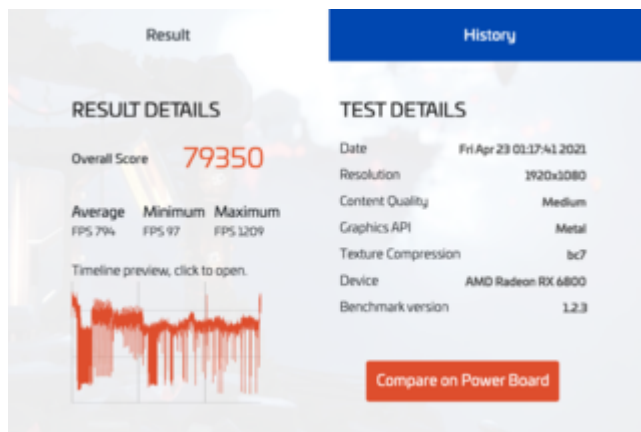 Result
History
RESULT DETAILS
Overall Score 79350
Average Minimum Maximum
FPS 794 FPS 97 FPS 1209
Timeline preview, click to open.
TEST DETAILS
Date Fri Apr 23 01:17:41 2021
Resolution 1920x1080
Content Quality Medium
Graphics API Metal
Texture Compression bc7
Device AMD Radeon RX 6800
Benchmark version 1.2.3
Compare on Power Board